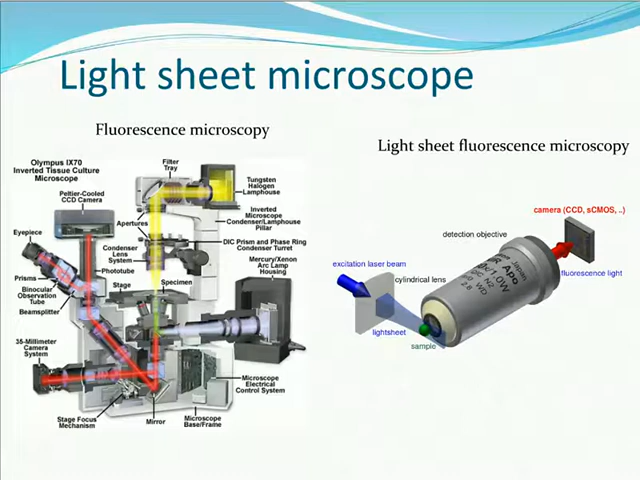 Light sheet microscope
Fluorescence microscopy
Light sheet fluorescence microscopy
Olympus IX70
Inverted Tissue Culture
Microscope
Peltier-Cooled
CCD Camera
Filter
Tray
Tungsten
Halogen
Lamphouse
Inverted
Microscope
Condenser/Lamphouse
Pillar
Apertures
Eyepiece
Condenser
Lens
System
DIC Prism and Phase Ring
Condenser Turret
Mercury/Xenon
Arc Lamp
Housing
Prisms
Phototube
Binocular
Observation
Tube
Stage
Specimen
Beamsplitter
35-Millimeter
Camera
System
Microscope
Electrical
Control System
Stage Focus
Mechanism
Mirror
Microscope
Base/Frame
camera (CCD, sCMOS, ..)
detection objective
excitation laser beam
cylindrical lens
fluorescence light
lightsheet
sample